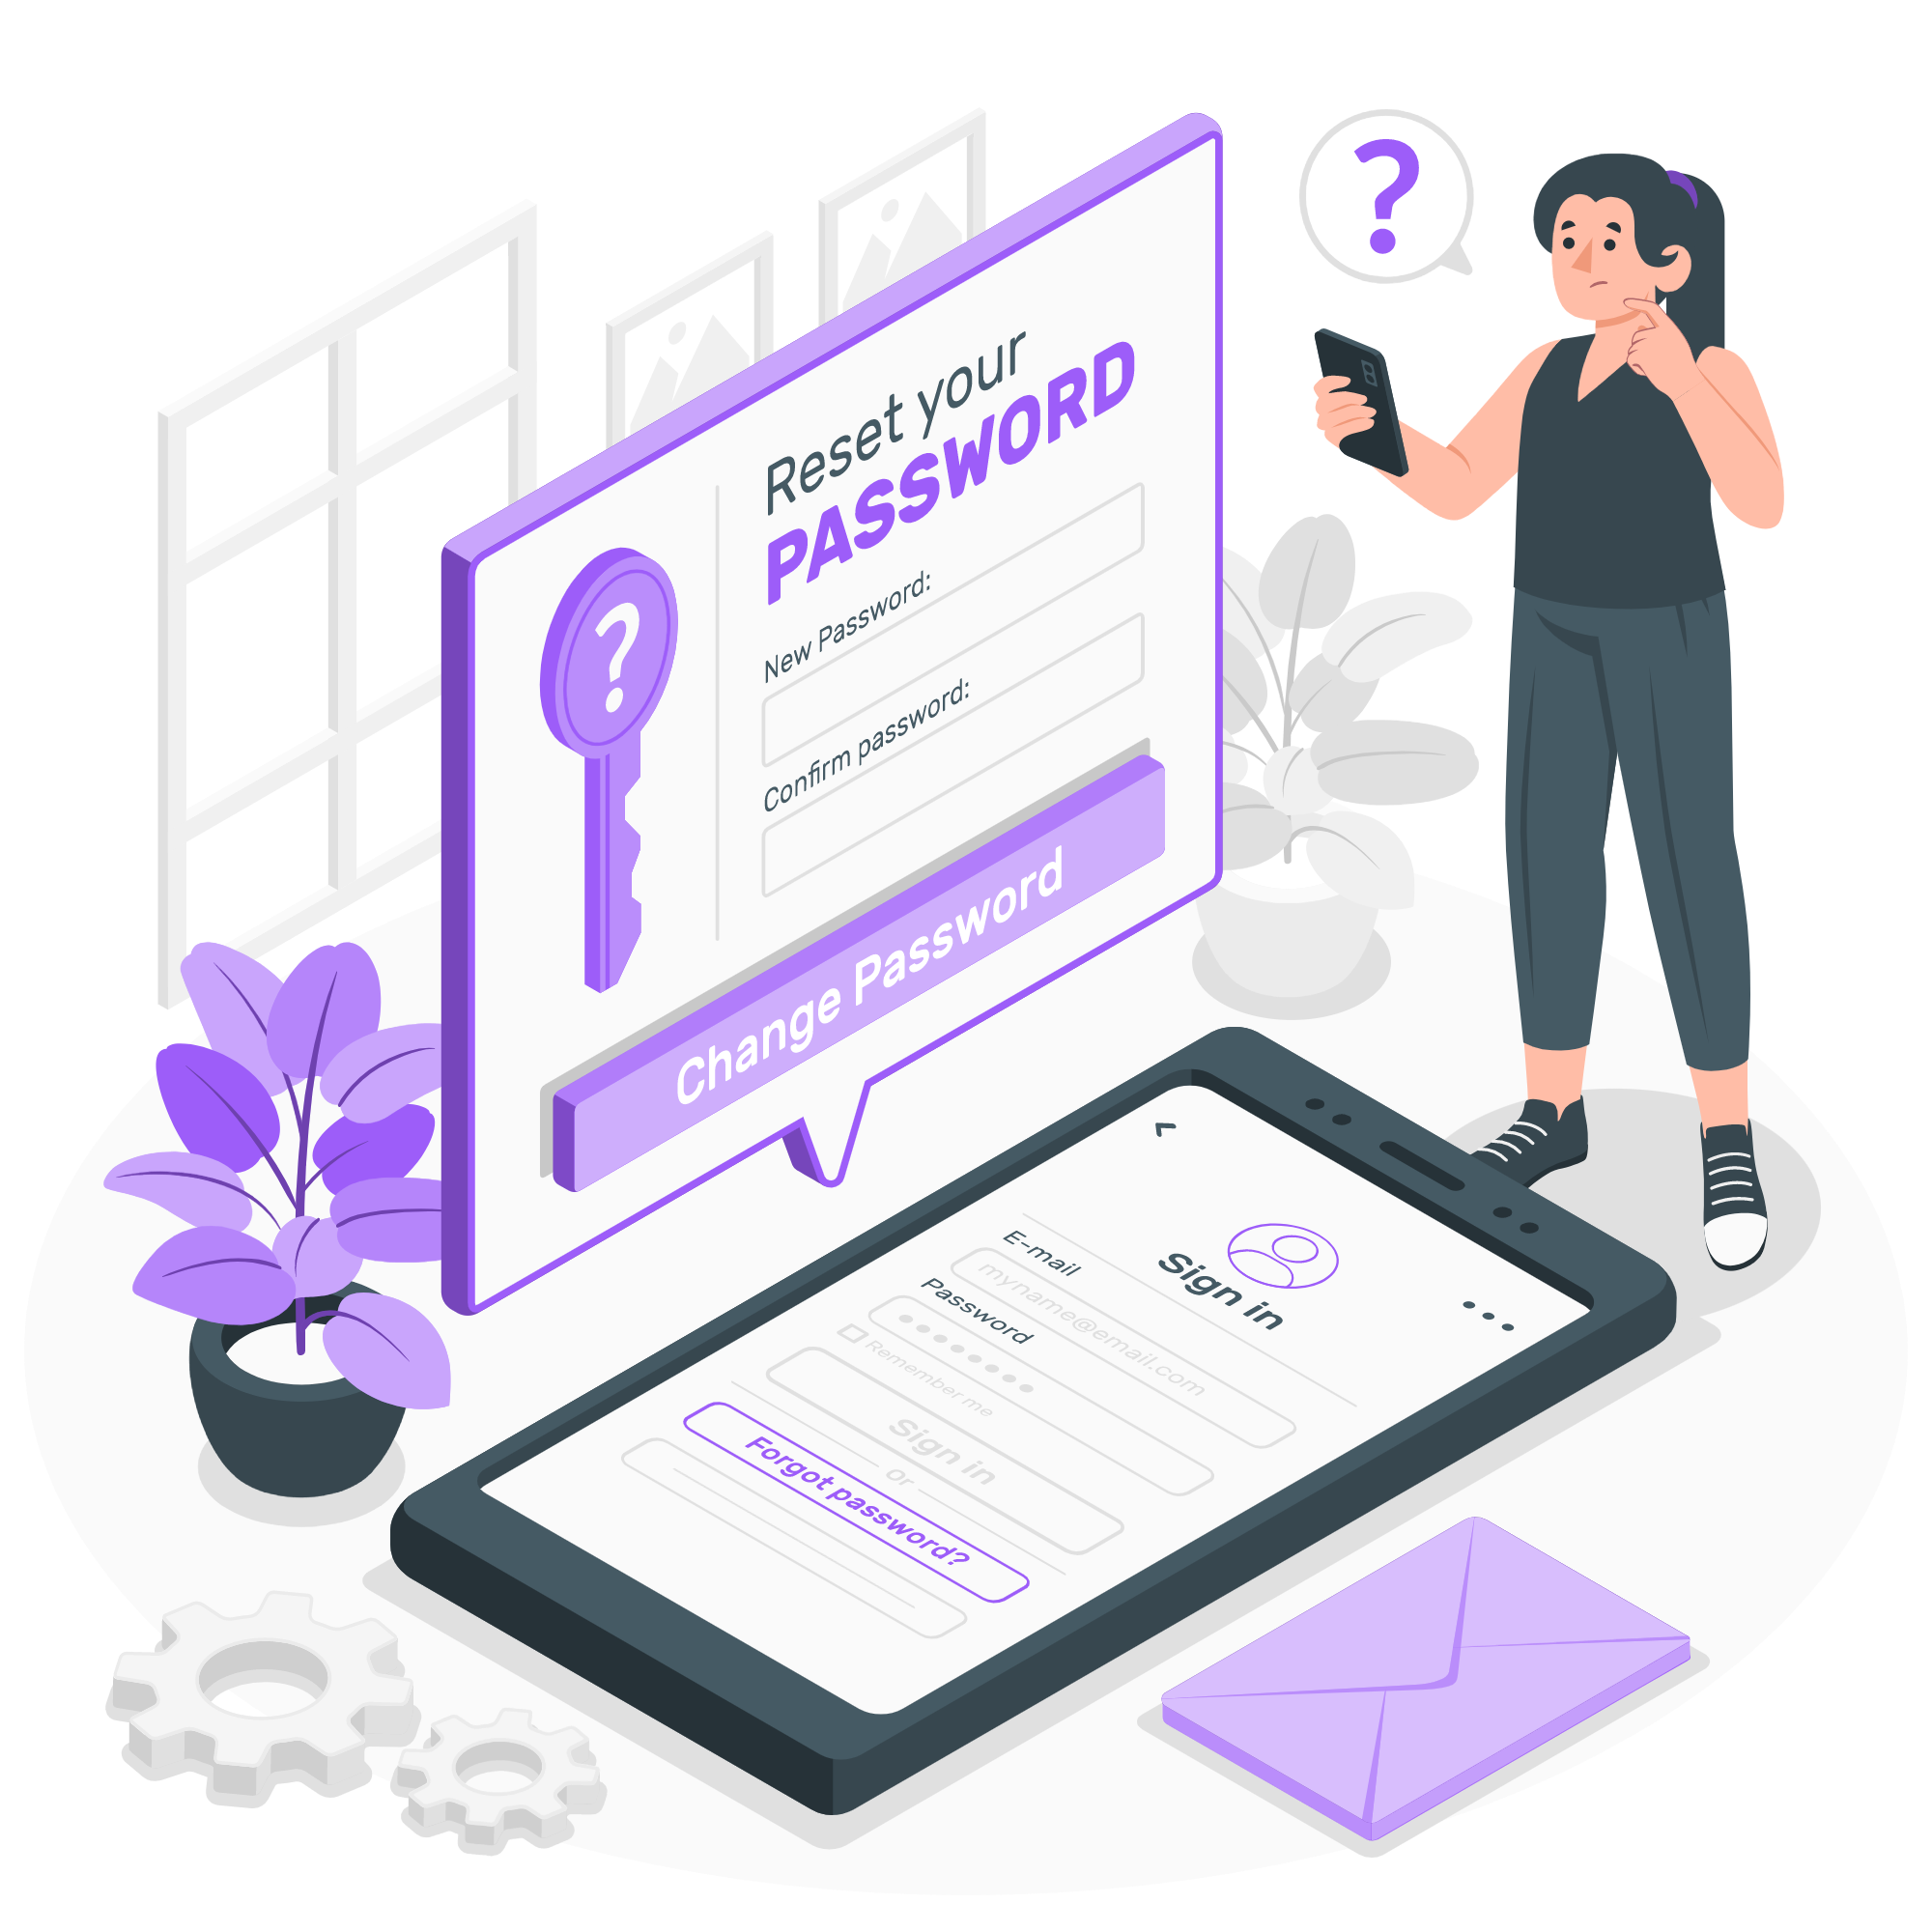 ?
Reset your
PASSWORD
?
New Password:
Confirm password:
Change Password
<
Sign in
E-mail
myname@email.com
Password
Remember me
Sign in
Or
Forgot password?